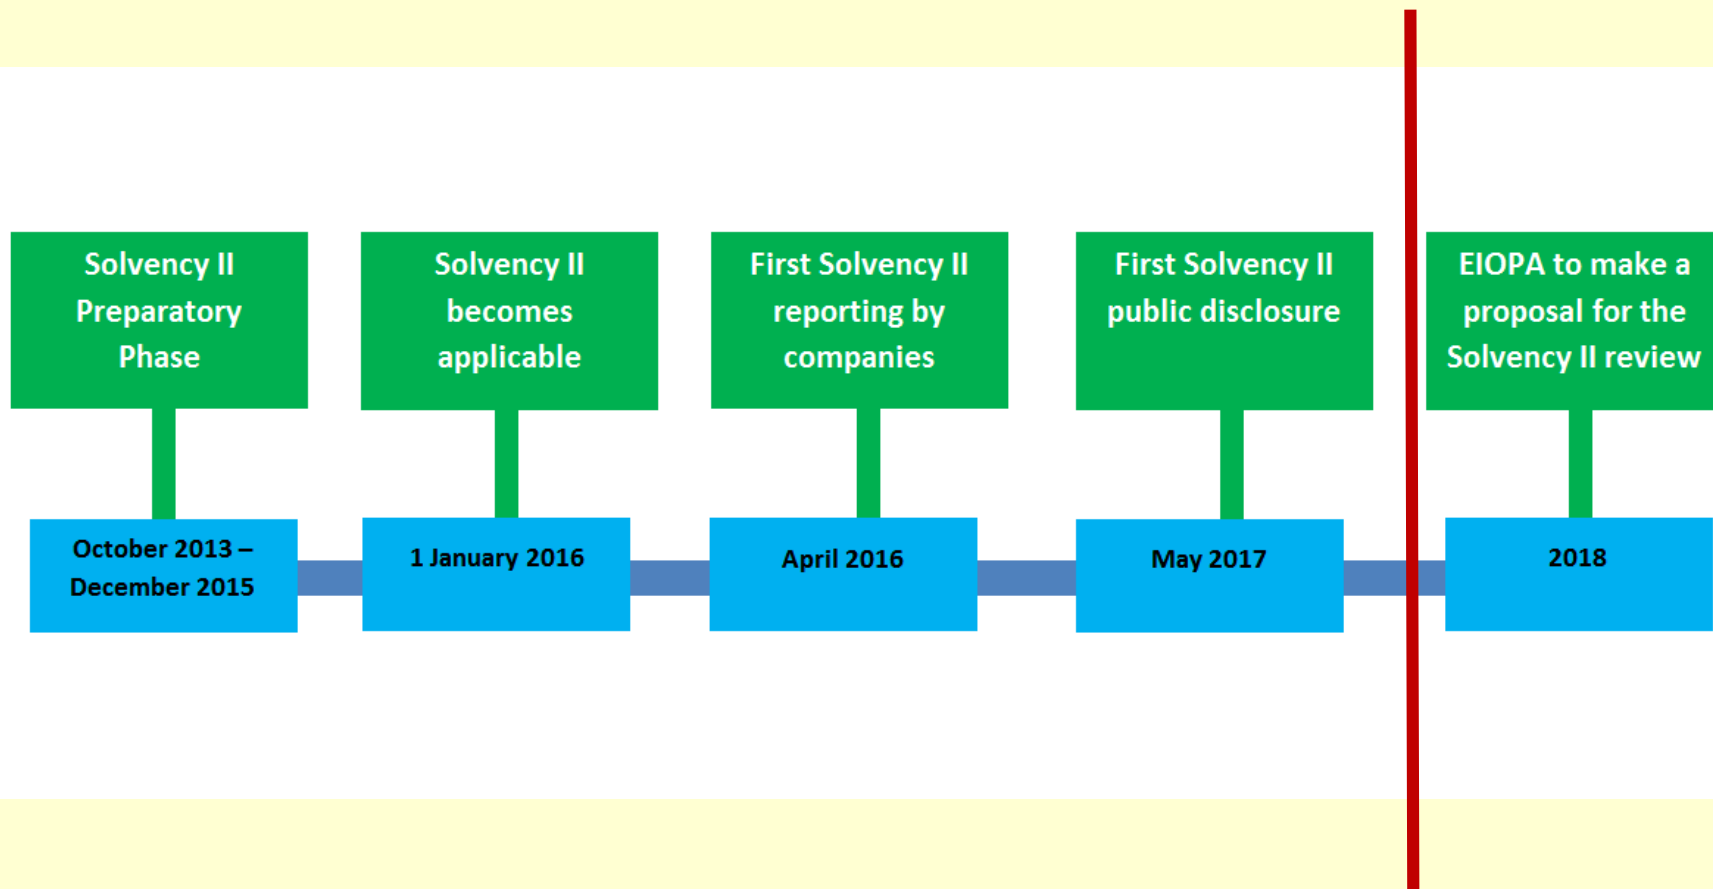 Solvency II
Preparatory
Phase
Solvency II
becomes
applicable
First Solvency II
reporting by
companies
First Solvency II
public disclosure
EIOPA to make a
proposal for the
Solvency II review
October 2013 –
December 2015
1 January 2016
April 2016
May 2017
2018